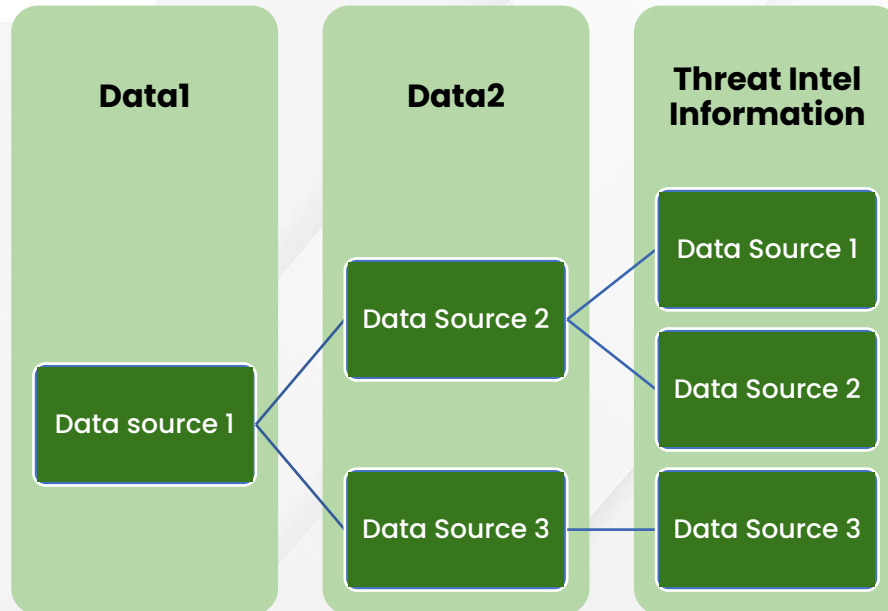 Data1
Data2
Threat Intel
Information
Data source 1
Data Source 2
Data Source 3
Data Source 1
Data Source 2
Data Source 3